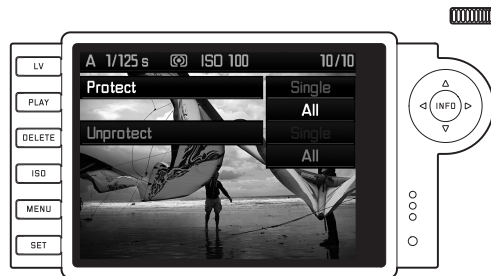 LV
PLAY
DELETE
ISO
MENU
SET
A 1/125 s ISO 100 10/10
Protect Single
All
Unprotect Single
All
INFO